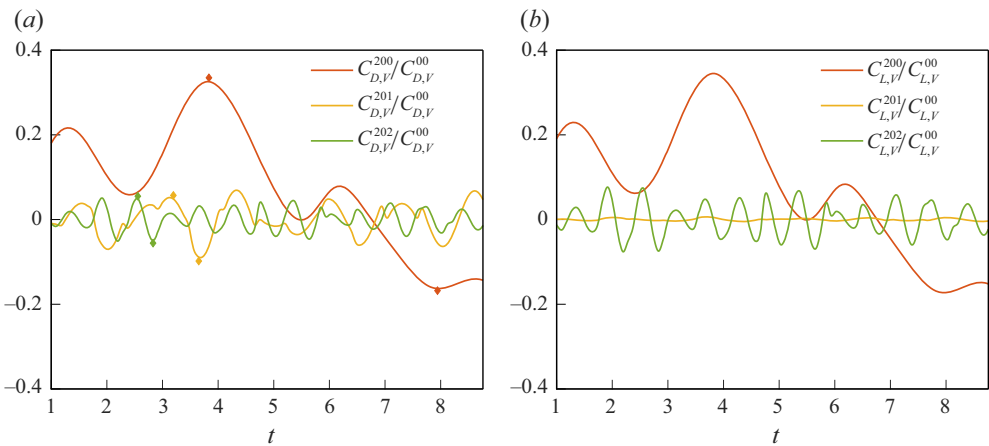 (a)
0.4
0.2
0
–0.2
–0.4
1 2 3 4 5 6 7 8
t
C_{D,V}^{200}/C_{D,V}^{00}
C_{D,V}^{201}/C_{D,V}^{00}
C_{D,V}^{202}/C_{D,V}^{00}
(b)
0.4
0.2
0
–0.2
–0.4
1 2 3 4 5 6 7 8
t
C_{L,V}^{200}/C_{L,V}^{00}
C_{L,V}^{201}/C_{L,V}^{00}
C_{L,V}^{202}/C_{L,V}^{00}